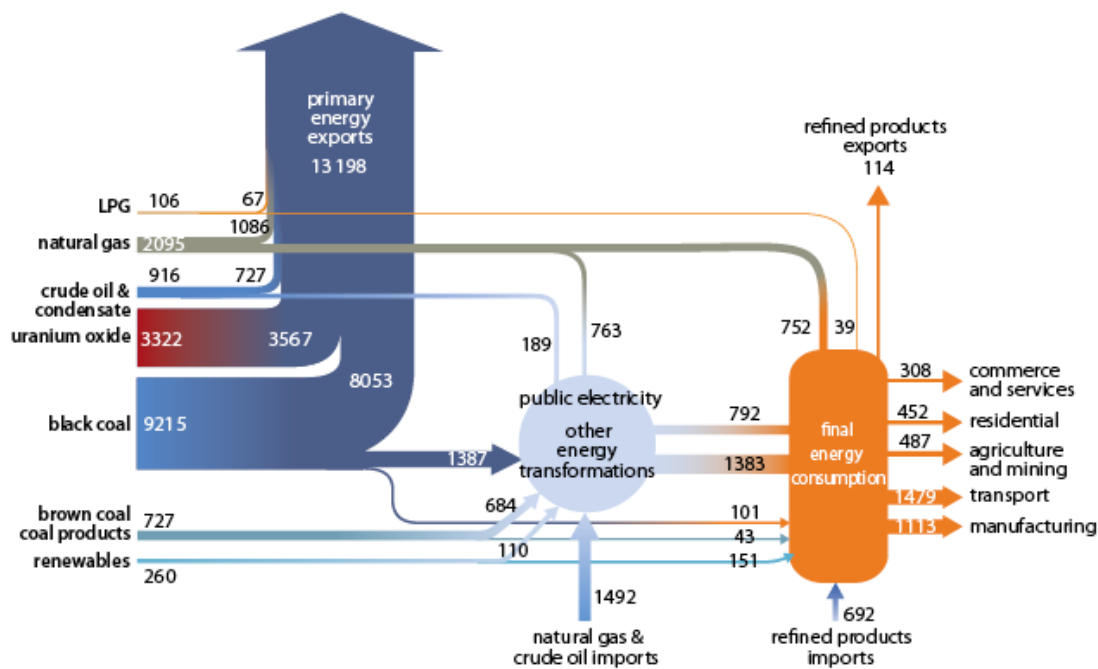 primary
energy
exports
13 198
refined products
exports
114
LPG
106
67
natural gas
2095
1086
916
727
crude oil &
condensate
uranium oxide
3322
3567
189
763
752
39
8053
black coal
9215
public electricity
other
energy
transformations
1387
792
1383
final
energy
consumption
308
commerce
and services
452
residential
487
agriculture
and mining
1479
transport
1113
manufacturing
brown coal
coal products
727
684
101
43
renewables
260
110
151
1492
natural gas &
crude oil imports
692
refined products
imports